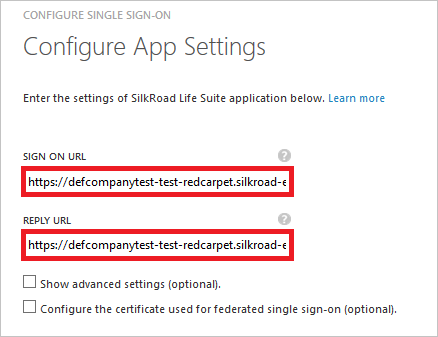 CONFIGURE SINGLE SIGN-ON
Configure App Settings
Enter the settings of SilkRoad Life Suite application below. Learn more
SIGN ON URL ?
https://defcompanytest-test-redcarpet.silkroad-e
REPLY URL ?
https://defcompanytest-test-redcarpet.silkroad-e
Show advanced settings (optional).
Configure the certificate used for federated single sign-on (optional).